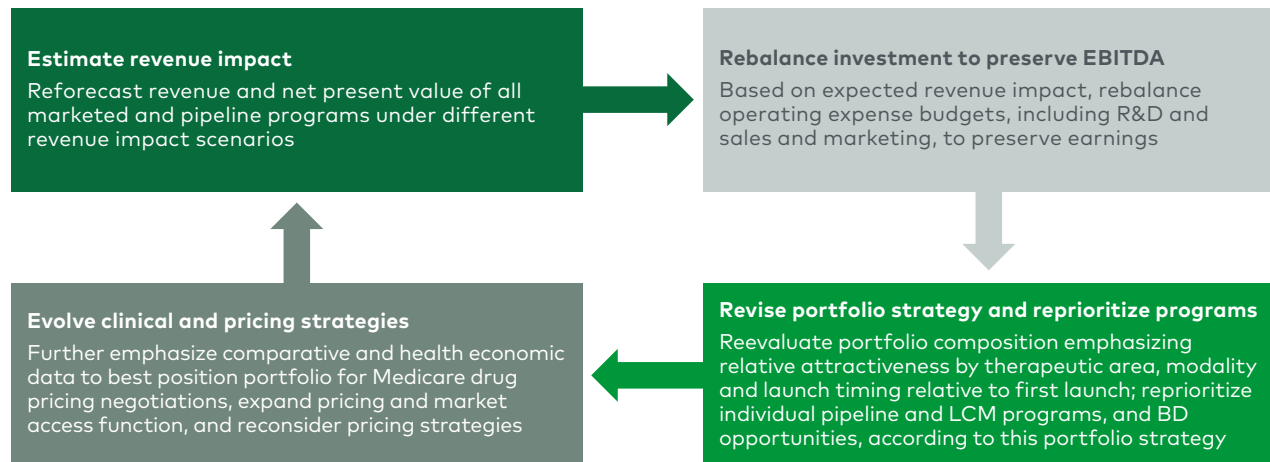 Estimate revenue impact
Reforecast revenue and net present value of all
marketed and pipeline programs under different
revenue impact scenarios
Rebalance investment to preserve EBITDA
Based on expected revenue impact, rebalance
operating expense budgets, including R&D and
sales and marketing, to preserve earnings
Evolve clinical and pricing strategies
Further emphasize comparative and health economic
data to best position portfolio for Medicare drug
pricing negotiations, expand pricing and market
access function, and reconsider pricing strategies
Revise portfolio strategy and reprioritize programs
Reevaluate portfolio composition emphasizing
relative attractiveness by therapeutic area, modality
and launch timing relative to first launch; reprioritize
individual pipeline and LCM programs, and BD
opportunities, according to this portfolio strategy